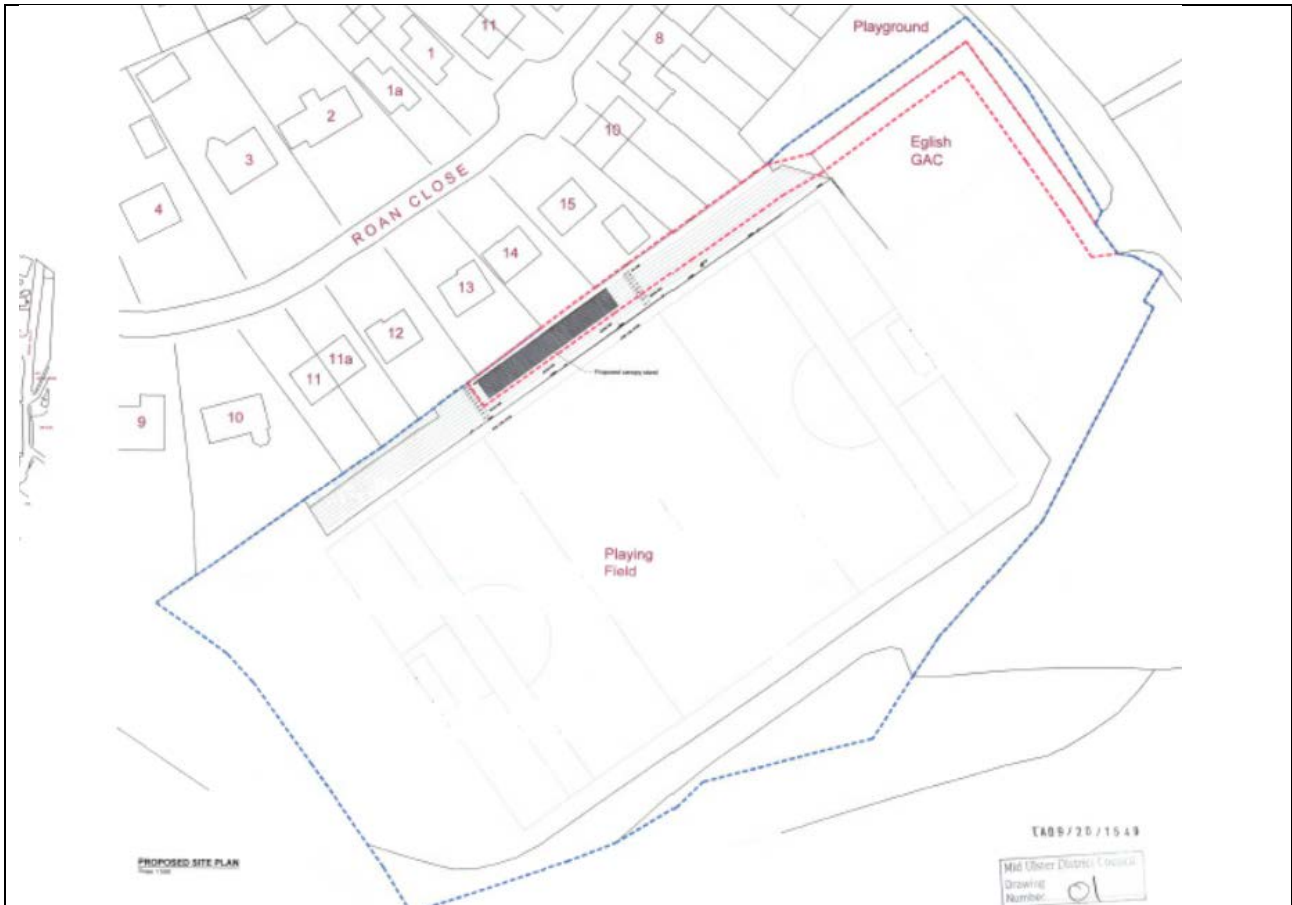 Playground
11
8
1
1a
2
10
Eglish
GAC
3
4
ROAN CLOSE
15
14
13
12
11a
11
Proposed canopy stand
9
10
Playing
Field
LA09/20/1549
PROPOSED SITE PLAN
Mid Ulster District Council
Drawing
Number 01